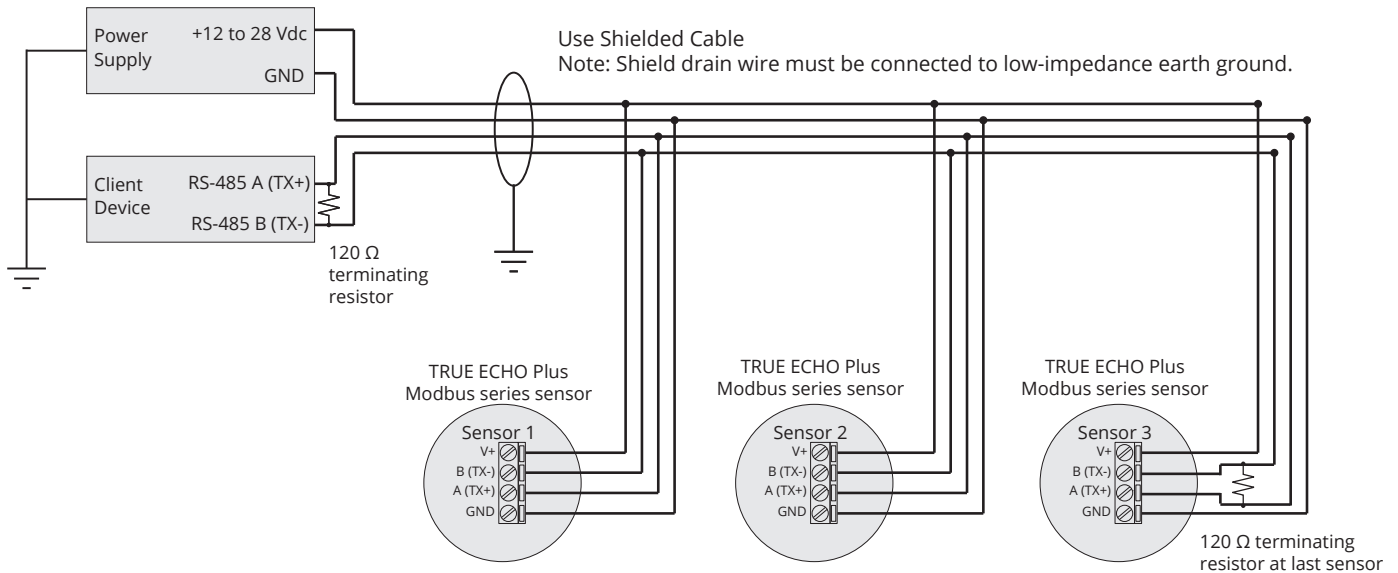 Power
Supply
+12 to 28 Vdc
GND
Use Shielded Cable
Note: Shield drain wire must be connected to low-impedance earth ground.
Client
Device
RS-485 A (TX+)
RS-485 B (TX-)
120 Ω
terminating
resistor
TRUE ECHO Plus
Modbus series sensor
Sensor 1
V+
B (TX-)
A (TX+)
GND
TRUE ECHO Plus
Modbus series sensor
Sensor 2
V+
B (TX-)
A (TX+)
GND
TRUE ECHO Plus
Modbus series sensor
Sensor 3
V+
B (TX-)
A (TX+)
GND
120 Ω terminating
resistor at last sensor